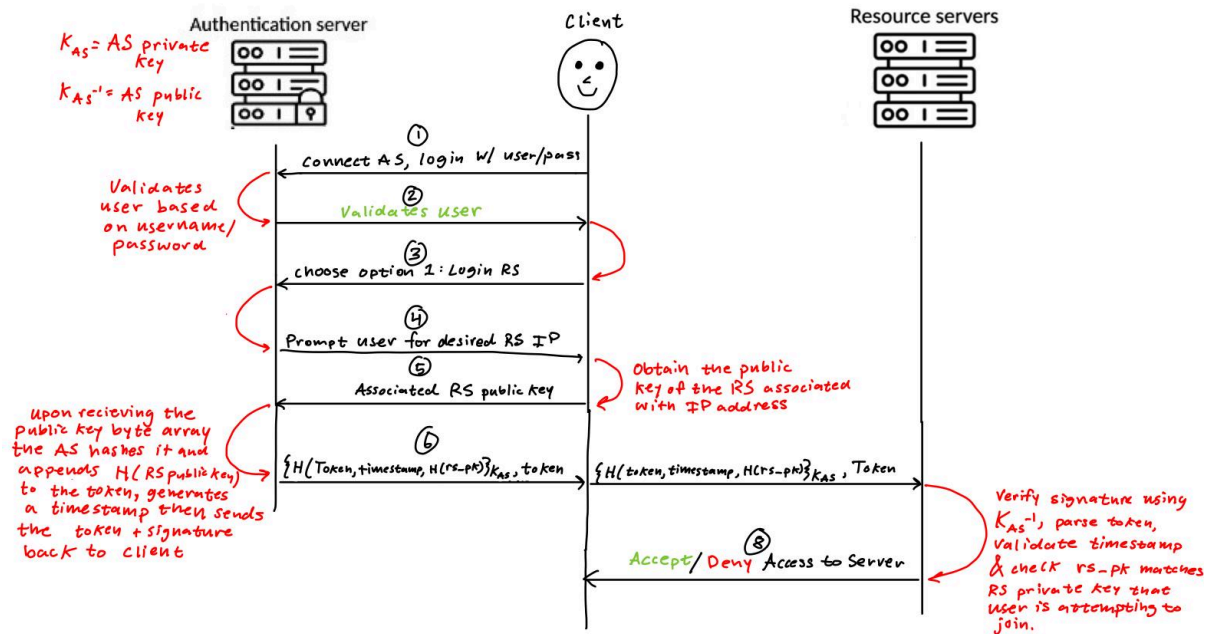 Authentication server
Client
Resource servers
K_AS = AS private
key
K_AS^-1 = AS public
key
①
Connect AS, login w/ user/pass
Validates
user based
on username/
password
②
Validates user
③
choose option 1: Login RS
④
Prompt user for desired RS IP
⑤
Associated RS public key
Obtain the public
key of the RS associated
with IP address
upon recieving the
public key byte array
the AS hashes it and
appends H(RS public key)
to the token, generates
a timestamp then sends
the token + signature
back to client
⑥
{H(Token, timestamp, H(rs-pk)}K_AS, token
{H(token, timestamp, H(rs-pk)}K_AS, Token
Verify signature using
K_AS^-1, parse token,
validate timestamp
& check rs-pk matches
RS private key that
user is attempting to
join.
⑧
Accept/Deny Access to Server